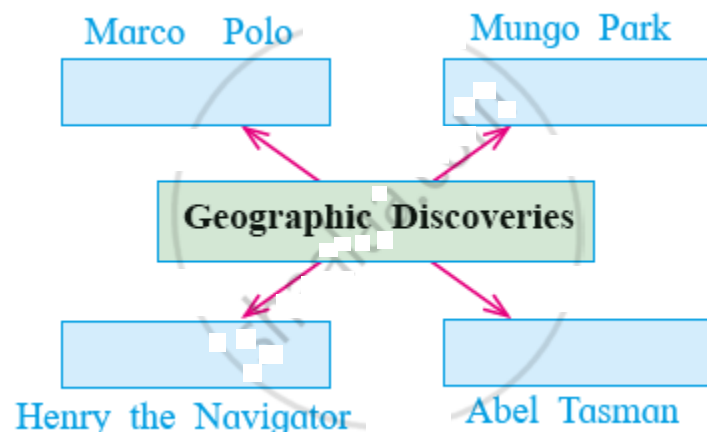 Marco Polo
Mungo Park
Geographic Discoveries
Henry the Navigator
Abel Tasman